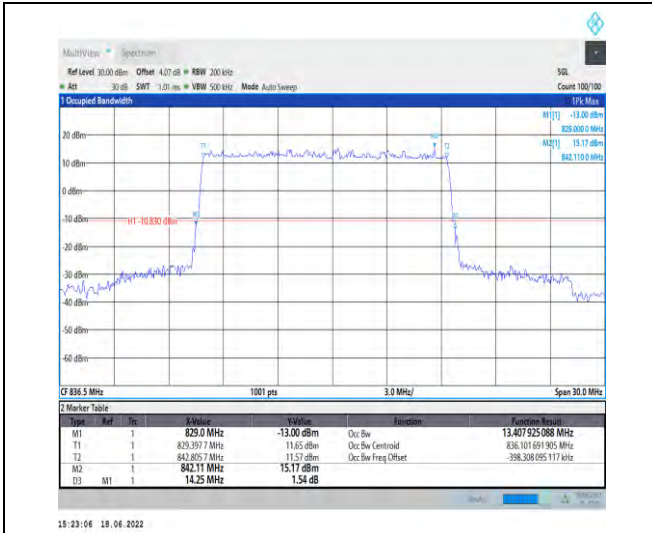 MultiView Spectrum
Ref Level 30.00 dBm Offset 4.07 dB RBW 200 kHz SGL
Att 30 dB SWT 1.01 ms VBW 500 kHz Mode Auto Sweep Count 100/100
1 Occupied Bandwidth 1Pk Max
M1[1] -13.00 dBm
829.000 0 MHz
M2[1] 15.17 dBm
842.110 0 MHz
20 dBm
T1 M2 T2
10 dBm
0 dBm
-10 dBm
H1 -10.830 dBm M1 D3
-20 dBm
-30 dBm
-40 dBm
-50 dBm
-60 dBm
CF 836.5 MHz 1001 pts 3.0 MHz/ Span 30.0 MHz
2 Marker Table
Type Ref Trc X-Value Y-Value Function Function Result
M1 1 829.0 MHz -13.00 dBm Occ Bw 13.407 925 088 MHz
T1 1 829.397 7 MHz 11.65 dBm Occ Bw Centroid 836.101 691 905 MHz
T2 1 842.805 7 MHz 11.57 dBm Occ Bw Freq Offset -398.308 095 117 kHz
M2 1 842.11 MHz 15.17 dBm
D3 M1 1 14.25 MHz 1.54 dB
15:23:06 18.06.2022